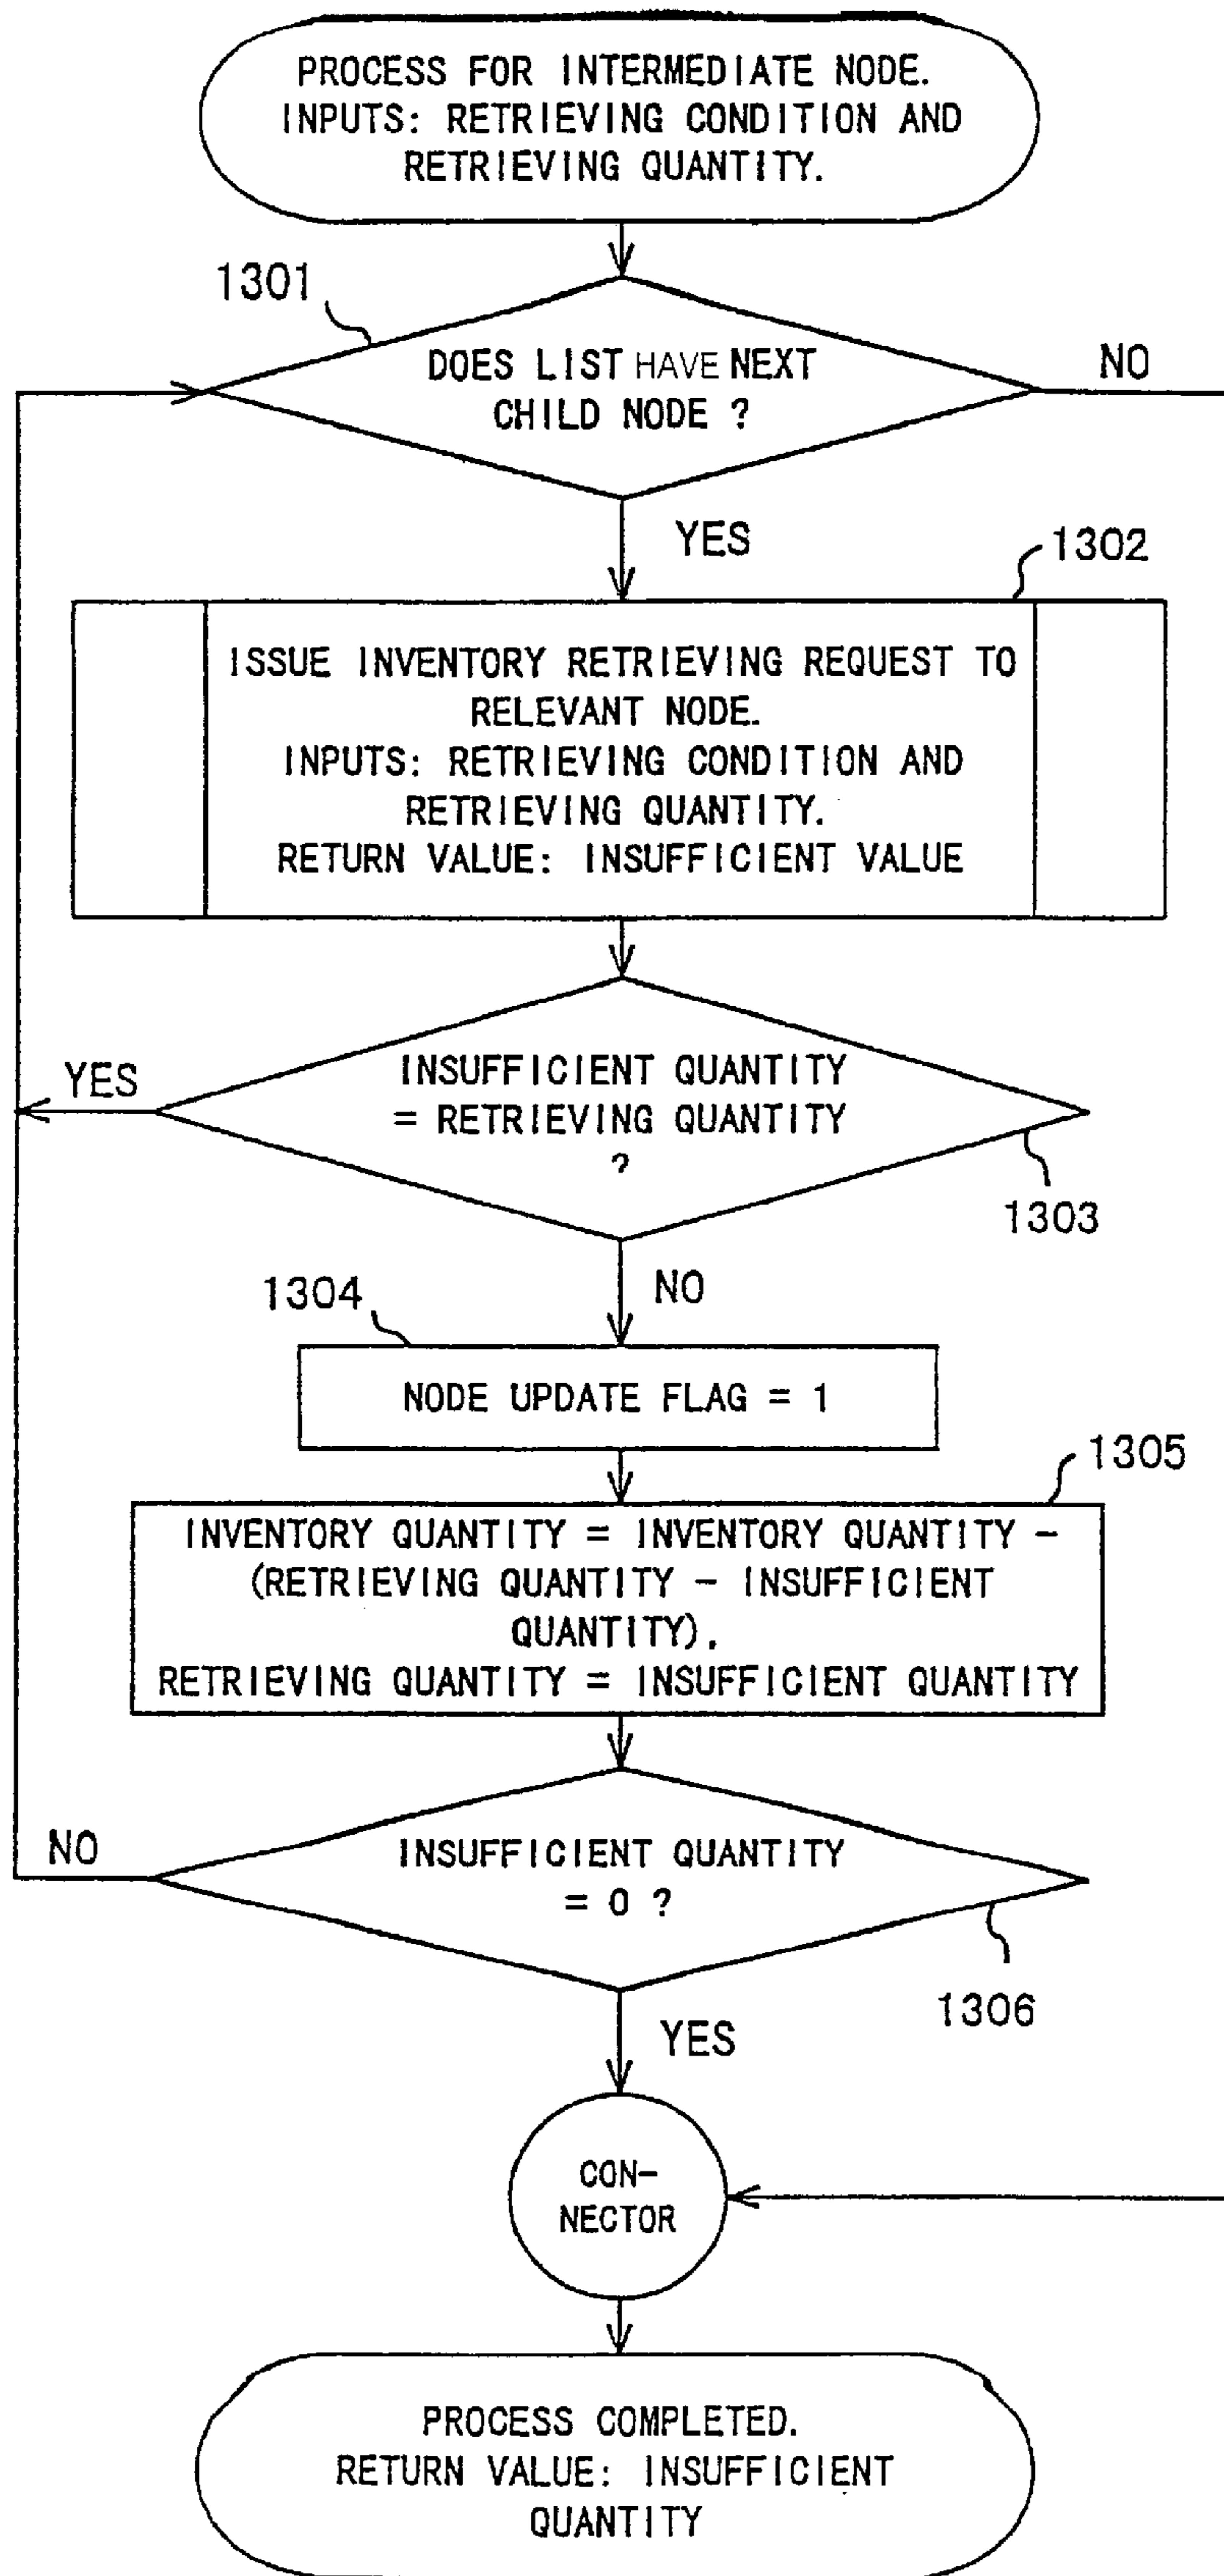 PROCESS FOR INTERMEDIATE NODE.
INPUTS: RETRIEVING CONDITION AND
RETRIEVING QUANTITY.
1301
DOES LIST HAVE NEXT
CHILD NODE ?
NO
YES
1302
ISSUE INVENTORY RETRIEVING REQUEST TO
RELEVANT NODE.
INPUTS: RETRIEVING CONDITION AND
RETRIEVING QUANTITY.
RETURN VALUE: INSUFFICIENT VALUE
YES
INSUFFICIENT QUANTITY
= RETRIEVING QUANTITY
?
1303
NO
1304
NODE UPDATE FLAG = 1
1305
INVENTORY QUANTITY = INVENTORY QUANTITY -
(RETRIEVING QUANTITY - INSUFFICIENT
QUANTITY),
RETRIEVING QUANTITY = INSUFFICIENT QUANTITY
NO
INSUFFICIENT QUANTITY
= 0 ?
1306
YES
CON-
NECTOR
PROCESS COMPLETED.
RETURN VALUE: INSUFFICIENT
QUANTITY